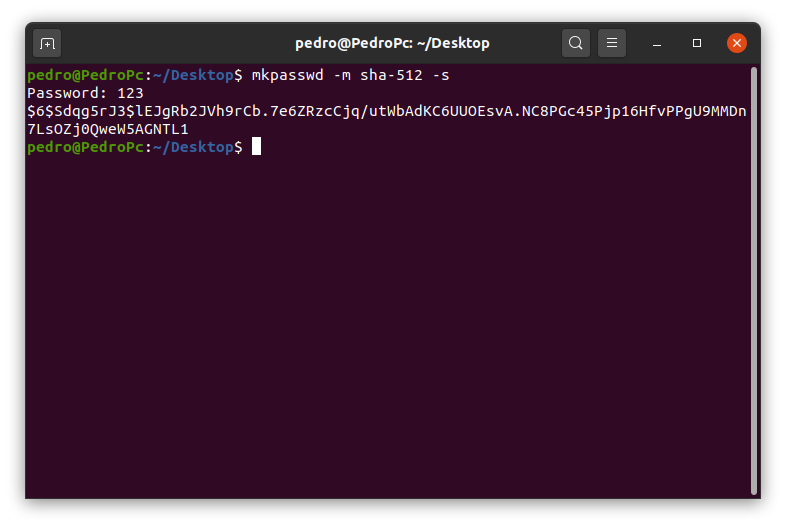 pedro@PedroPc: ~/Desktop
pedro@PedroPc:~/Desktop$ mkpasswd -m sha-512 -s
Password: 123
$6$Sdqg5rJ3$lEJgRb2JVh9rCb.7e6ZRzcCjq/utWbAdKC6UUOEsvA.NC8PGc45Pjp16HfvPPgU9MMDn
7LsOZj0QweW5AGNTL1
pedro@PedroPc:~/Desktop$